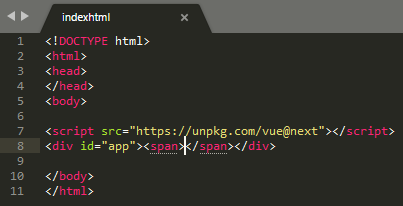 indexhtml
1 <!DOCTYPE html>
2 <html>
3 <head>
4 </head>
5 <body>
6
7 <script src="https://unpkg.com/vue@next"></script>
8 <div id="app"><span></span></div>
9
10 </body>
11 </html>